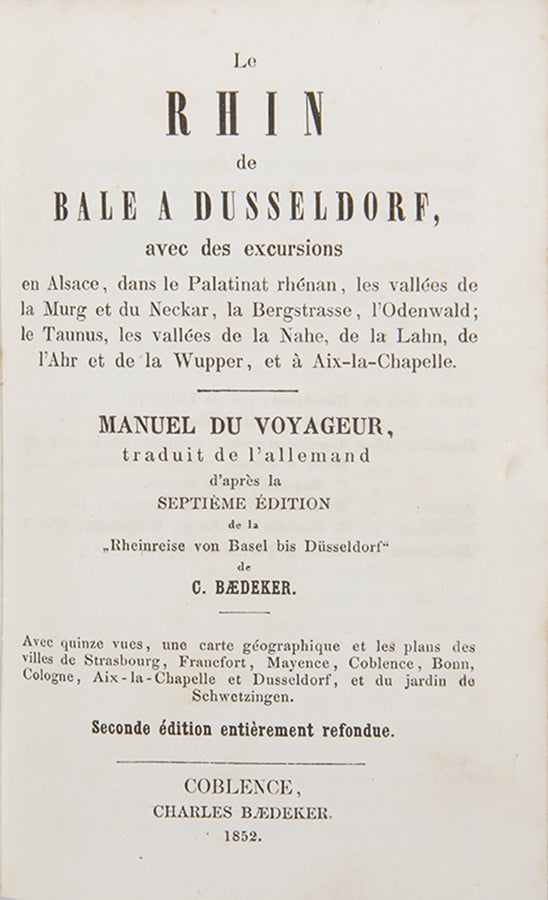 Le
RHIN
de
BALE A DUSSELDORF,
avec des excursions
en Alsace, dans le Palatinat rhénan, les vallées de
la Murg et du Neckar, la Bergstrasse, l'Odenwald;
le Taunus, les vallées de la Nahe, de la Lahn, de
l'Ahr et de la Wupper, et à Aix-la-Chapelle.
MANUEL DU VOYAGEUR,
traduit de l'allemand
d'après la
SEPTIÈME ÉDITION
de la
„Rheinreise von Basel bis Düsseldorf“
de
C. BÆDEKER.
Avec quinze vues, une carte géographique et les plans des
villes de Strasbourg, Francfort, Mayence, Coblence, Bonn,
Cologne, Aix-la-Chapelle et Dusseldorf, et du jardin de
Schwetzingen.
Seconde édition entièrement refondue.
COBLENCE,
CHARLES BÆDEKER.
1852.